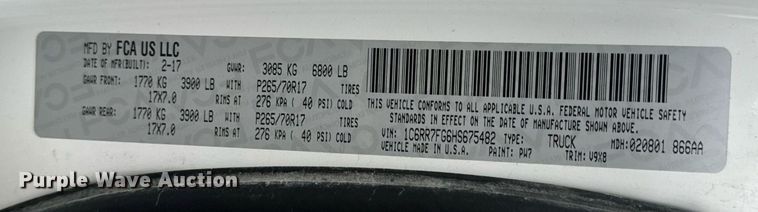 MFD BY FCA US LLC
DATE OF MFR(BUILT): 2-17 GVWR: 3085 KG 6800 LB
GAWR FRONT: 1770 KG 3900 LB WITH P265/70R17 TIRES
17X7.0 RIMS AT 276 KPA ( 40 PSI) COLD
GAWR REAR: 1770 KG 3900 LB WITH P265/70R17 TIRES
17X7.0 RIMS AT 276 KPA ( 40 PSI) COLD
THIS VEHICLE CONFORMS TO ALL APPLICABLE U.S.A. FEDERAL MOTOR VEHICLE SAFETY
STANDARDS IN EFFECT ON THE DATE OF MANUFACTURE SHOWN ABOVE.
VIN: 1C6RR7FG6HS675482 TYPE: TRUCK MDH: 020801 866AA
VEHICLE MADE IN U.S.A. PAINT: PW7 TRIM: V9X8
Purple Wave Auction